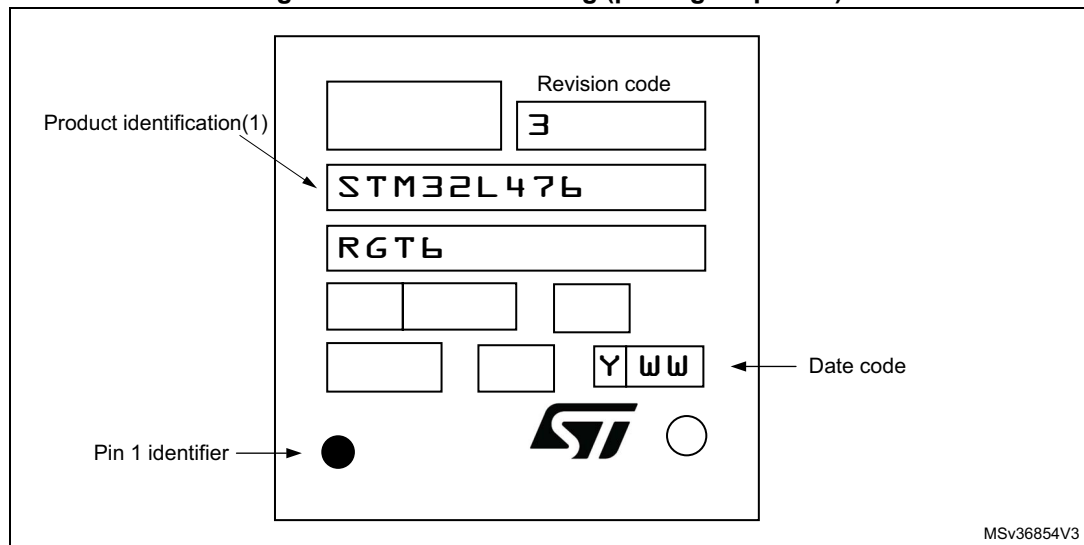 Revision code
3
Product identification(1)
STM32L476
RGT6
Y WW
Date code
ST
Pin 1 identifier
MSv36854V3